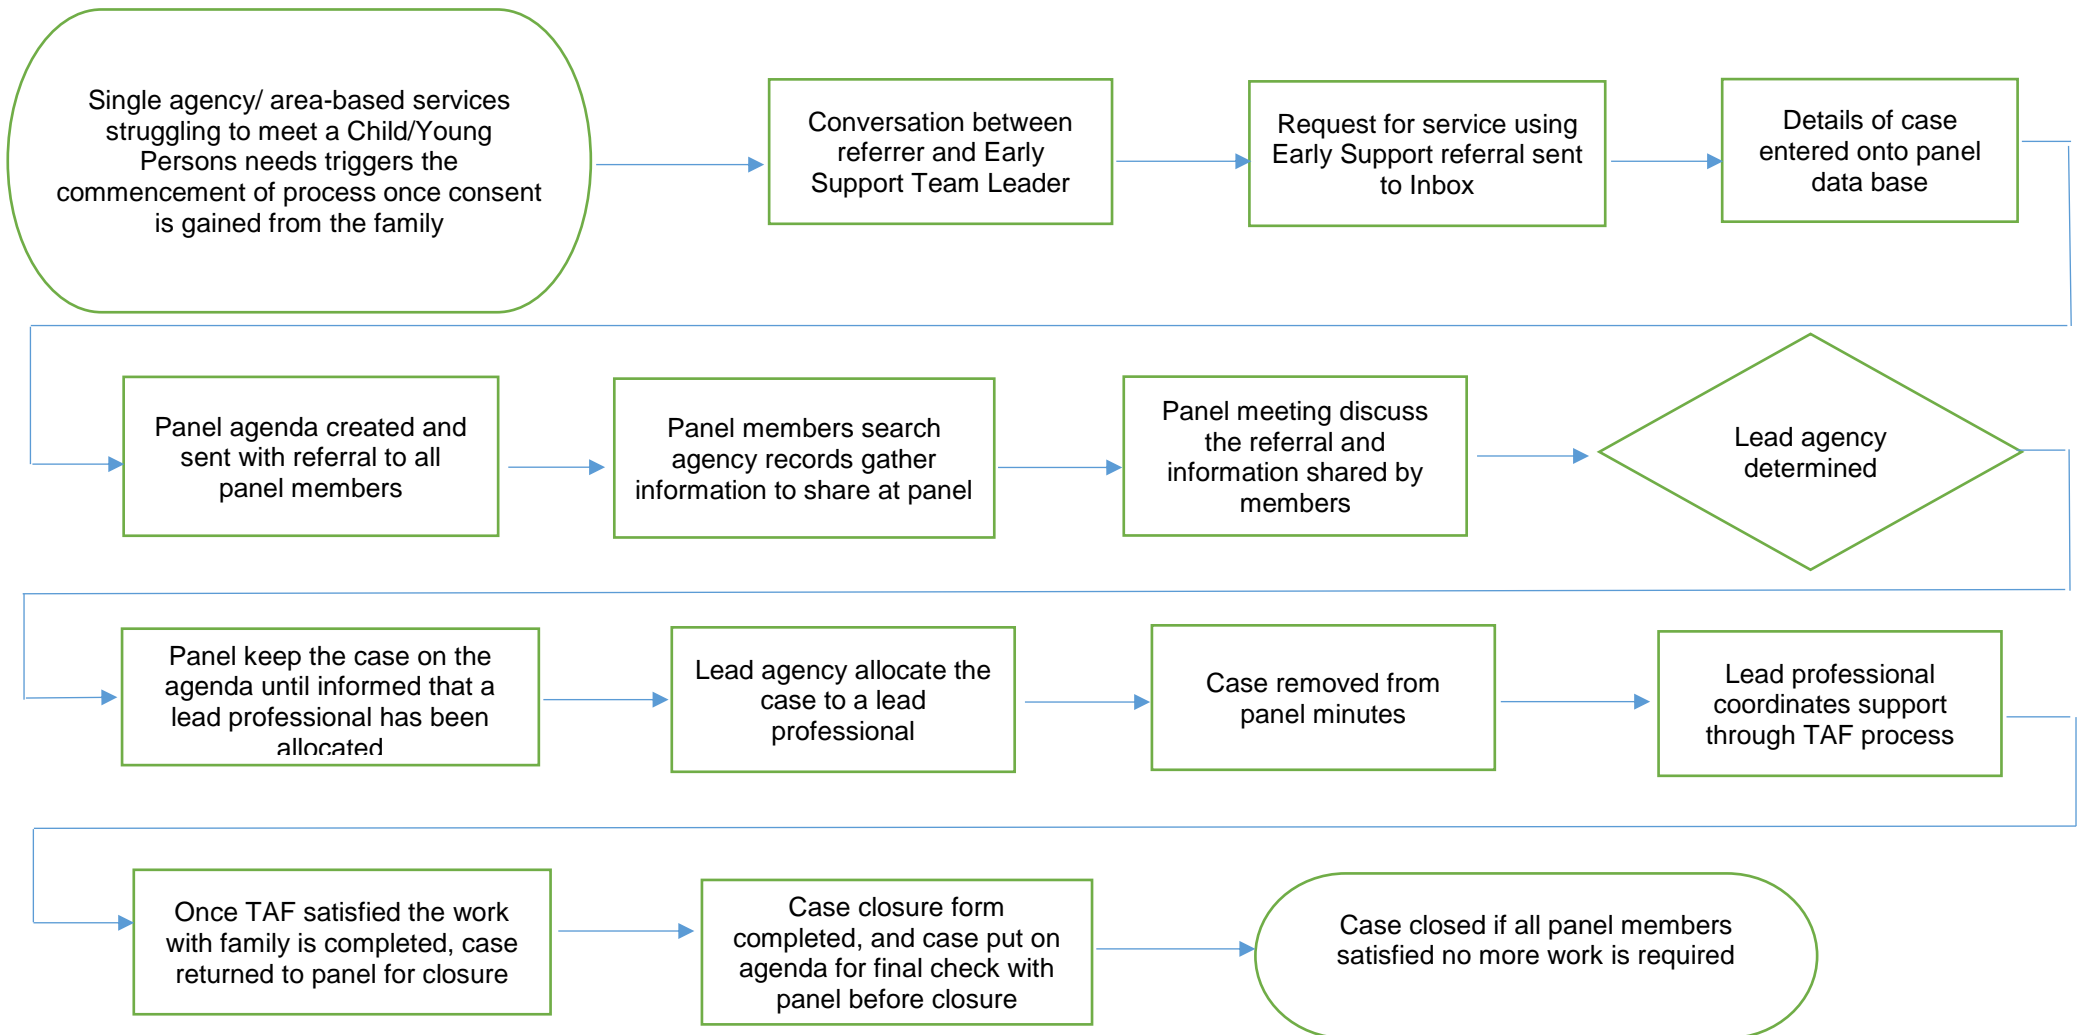 Single agency/ area-based services
struggling to meet a Child/Young
Persons needs triggers the
commencement of process once consent
is gained from the family
Conversation between
referrer and Early
Support Team Leader
Request for service using
Early Support referral sent
to Inbox
Details of case
entered onto panel
data base
Panel agenda created and
sent with referral to all
panel members
Panel members search
agency records gather
information to share at panel
Panel meeting discuss
the referral and
information shared by
members
Lead agency
determined
Panel keep the case on the
agenda until informed that a
lead professional has been
allocated
Lead agency allocate the
case to a lead
professional
Case removed from
panel minutes
Lead professional
coordinates support
through TAF process
Once TAF satisfied the work
with family is completed, case
returned to panel for closure
Case closure form
completed, and case put on
agenda for final check with
panel before closure
Case closed if all panel members
satisfied no more work is required